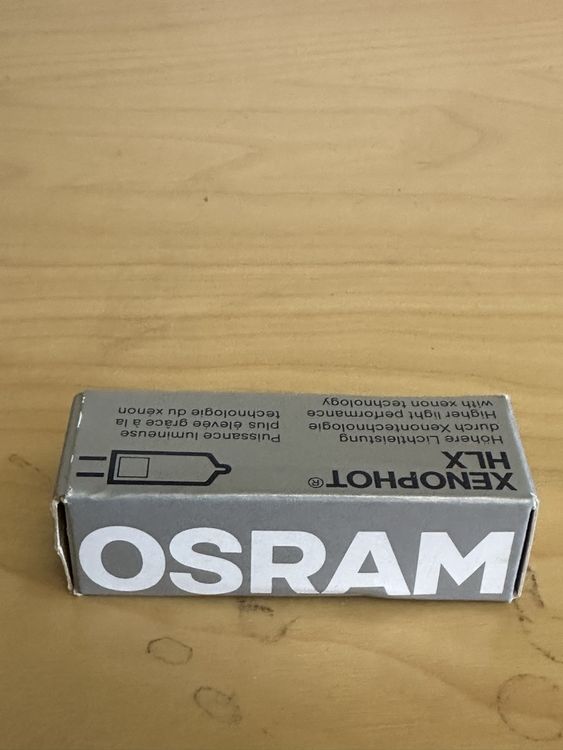 XENOPHOT®
HLX
Höhere Lichtleistung
durch Xenontechnologie
Higher light performance
with xenon technology
Puissance lumineuse
plus élevée grâce à la
technologie du xénon
OSRAM